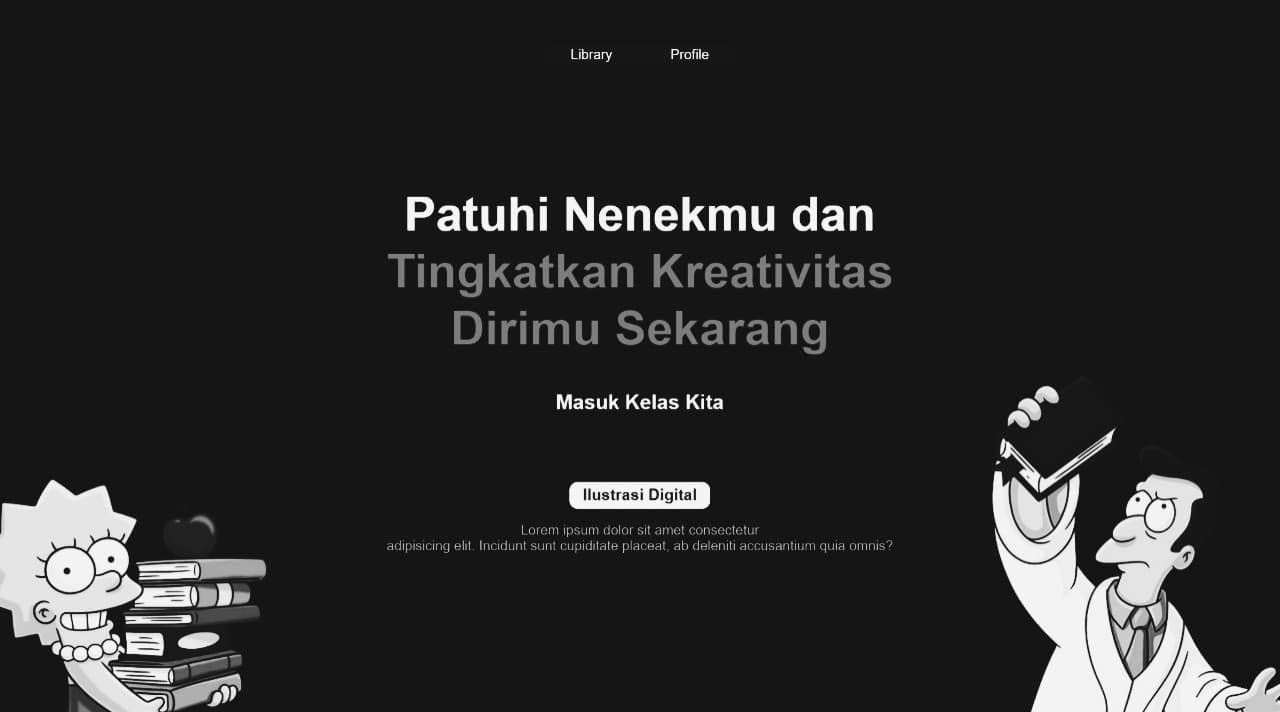 Library
Profile
Patuhi Nenekmu dan
Tingkatkan Kreativitas
Dirimu Sekarang
Masuk Kelas Kita
Ilustrasi Digital
Lorem ipsum dolor sit amet consectetur
adipisicing elit. Incidunt sunt cupiditate placeat, ab deleniti accusantium quia omnis?